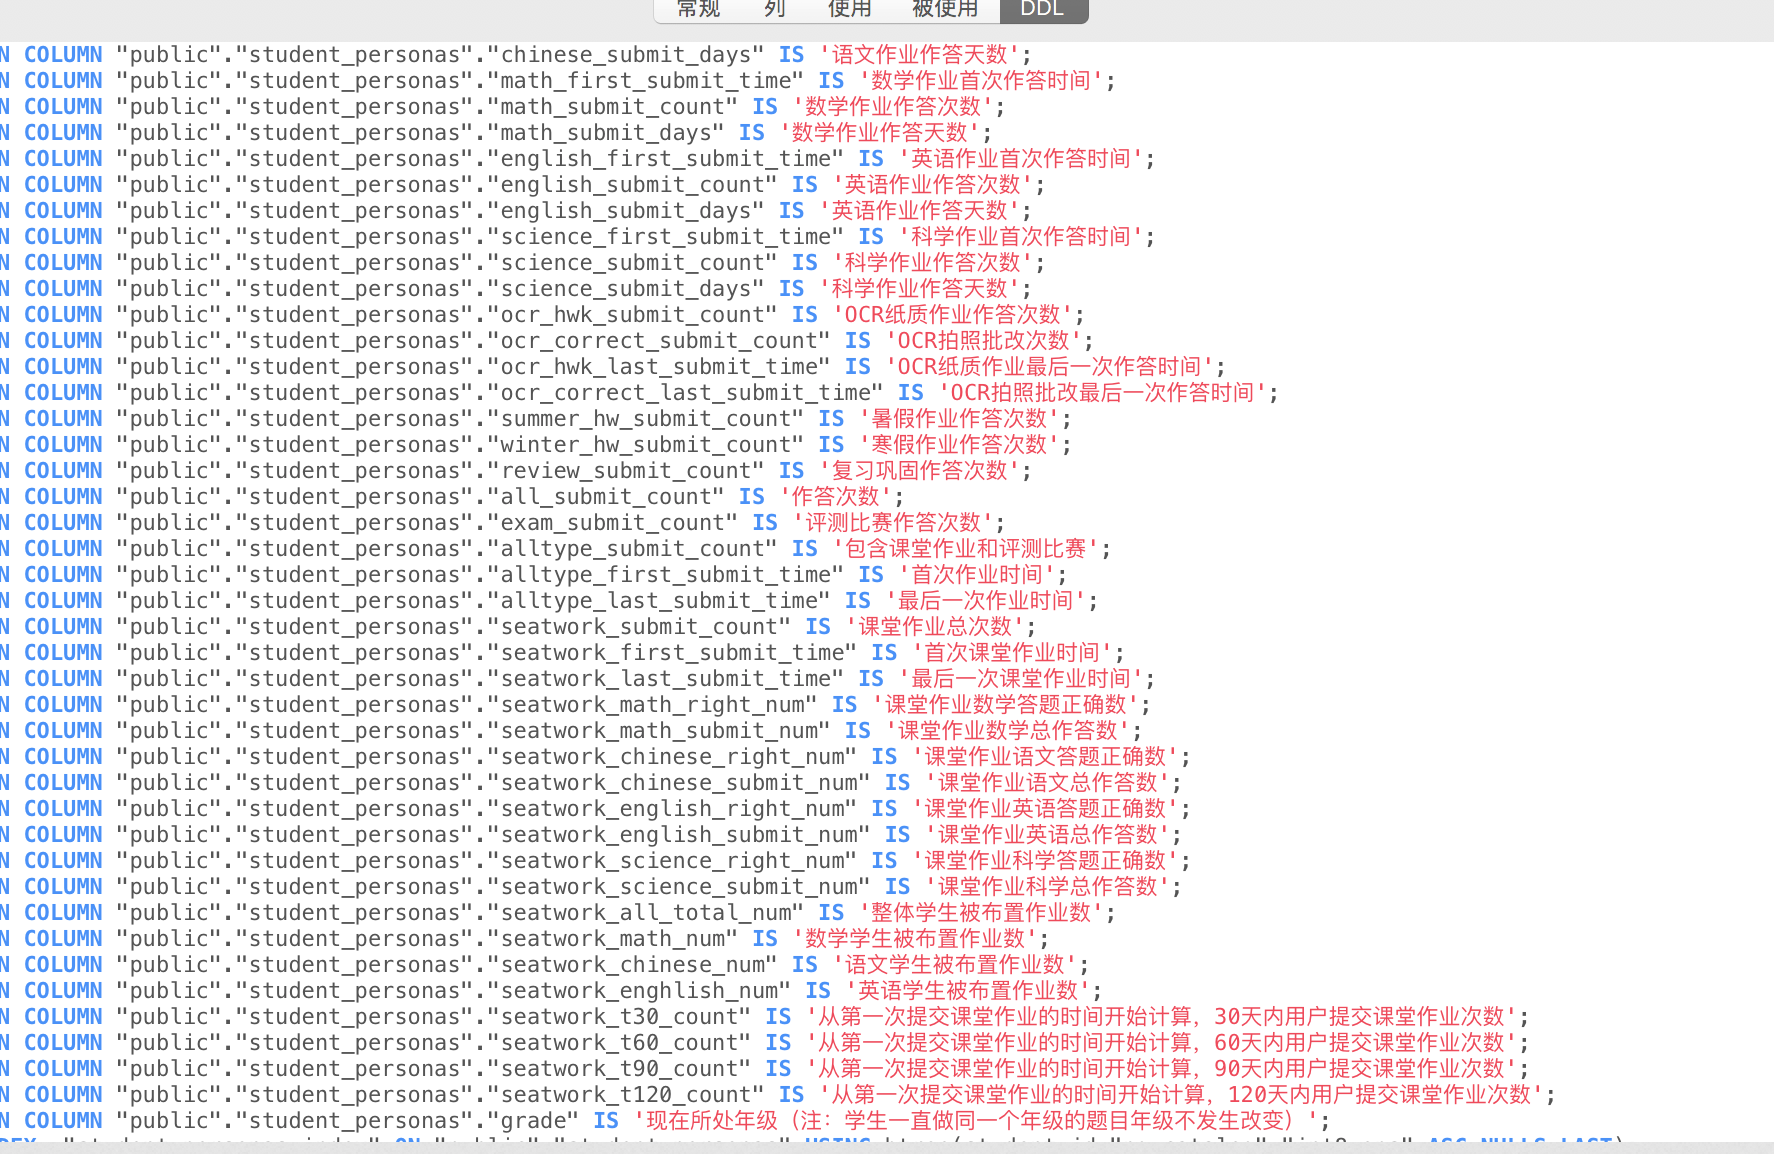 常规 列 使用 被使用 DDL
N COLUMN "public"."student_personas"."chinese_submit_days" IS '语文作业作答天数';
N COLUMN "public"."student_personas"."math_first_submit_time" IS '数学作业首次作答时间';
N COLUMN "public"."student_personas"."math_submit_count" IS '数学作业作答次数';
N COLUMN "public"."student_personas"."math_submit_days" IS '数学作业作答天数';
N COLUMN "public"."student_personas"."english_first_submit_time" IS '英语作业首次作答时间';
N COLUMN "public"."student_personas"."english_submit_count" IS '英语作业作答次数';
N COLUMN "public"."student_personas"."english_submit_days" IS '英语作业作答天数';
N COLUMN "public"."student_personas"."science_first_submit_time" IS '科学作业首次作答时间';
N COLUMN "public"."student_personas"."science_submit_count" IS '科学作业作答次数';
N COLUMN "public"."student_personas"."science_submit_days" IS '科学作业作答天数';
N COLUMN "public"."student_personas"."ocr_hwk_submit_count" IS 'OCR纸质作业作答次数';
N COLUMN "public"."student_personas"."ocr_correct_submit_count" IS 'OCR拍照批改次数';
N COLUMN "public"."student_personas"."ocr_hwk_last_submit_time" IS 'OCR纸质作业最后一次作答时间';
N COLUMN "public"."student_personas"."ocr_correct_last_submit_time" IS 'OCR拍照批改最后一次作答时间';
N COLUMN "public"."student_personas"."summer_hw_submit_count" IS '暑假作业作答次数';
N COLUMN "public"."student_personas"."winter_hw_submit_count" IS '寒假作业作答次数';
N COLUMN "public"."student_personas"."review_submit_count" IS '复习巩固作答次数';
N COLUMN "public"."student_personas"."all_submit_count" IS '作答次数';
N COLUMN "public"."student_personas"."exam_submit_count" IS '评测比赛作答次数';
N COLUMN "public"."student_personas"."alltype_submit_count" IS '包含课堂作业和评测比赛';
N COLUMN "public"."student_personas"."alltype_first_submit_time" IS '首次作业时间';
N COLUMN "public"."student_personas"."alltype_last_submit_time" IS '最后一次作业时间';
N COLUMN "public"."student_personas"."seatwork_submit_count" IS '课堂作业总次数';
N COLUMN "public"."student_personas"."seatwork_first_submit_time" IS '首次课堂作业时间';
N COLUMN "public"."student_personas"."seatwork_last_submit_time" IS '最后一次课堂作业时间';
N COLUMN "public"."student_personas"."seatwork_math_right_num" IS '课堂作业数学答题正确数';
N COLUMN "public"."student_personas"."seatwork_math_submit_num" IS '课堂作业数学总作答数';
N COLUMN "public"."student_personas"."seatwork_chinese_right_num" IS '课堂作业语文答题正确数';
N COLUMN "public"."student_personas"."seatwork_chinese_submit_num" IS '课堂作业语文总作答数';
N COLUMN "public"."student_personas"."seatwork_english_right_num" IS '课堂作业英语答题正确数';
N COLUMN "public"."student_personas"."seatwork_english_submit_num" IS '课堂作业英语总作答数';
N COLUMN "public"."student_personas"."seatwork_science_right_num" IS '课堂作业科学答题正确数';
N COLUMN "public"."student_personas"."seatwork_science_submit_num" IS '课堂作业科学总作答数';
N COLUMN "public"."student_personas"."seatwork_all_total_num" IS '整体学生被布置作业数';
N COLUMN "public"."student_personas"."seatwork_math_num" IS '数学学生被布置作业数';
N COLUMN "public"."student_personas"."seatwork_chinese_num" IS '语文学生被布置作业数';
N COLUMN "public"."student_personas"."seatwork_enghlish_num" IS '英语学生被布置作业数';
N COLUMN "public"."student_personas"."seatwork_t30_count" IS '从第一次提交课堂作业的时间开始计算，30天内用户提交课堂作业次数';
N COLUMN "public"."student_personas"."seatwork_t60_count" IS '从第一次提交课堂作业的时间开始计算，60天内用户提交课堂作业次数';
N COLUMN "public"."student_personas"."seatwork_t90_count" IS '从第一次提交课堂作业的时间开始计算，90天内用户提交课堂作业次数';
N COLUMN "public"."student_personas"."seatwork_t120_count" IS '从第一次提交课堂作业的时间开始计算，120天内用户提交课堂作业次数';
N COLUMN "public"."student_personas"."grade" IS '现在所处年级（注：学生一直做同一个年级的题目年级不发生改变）';